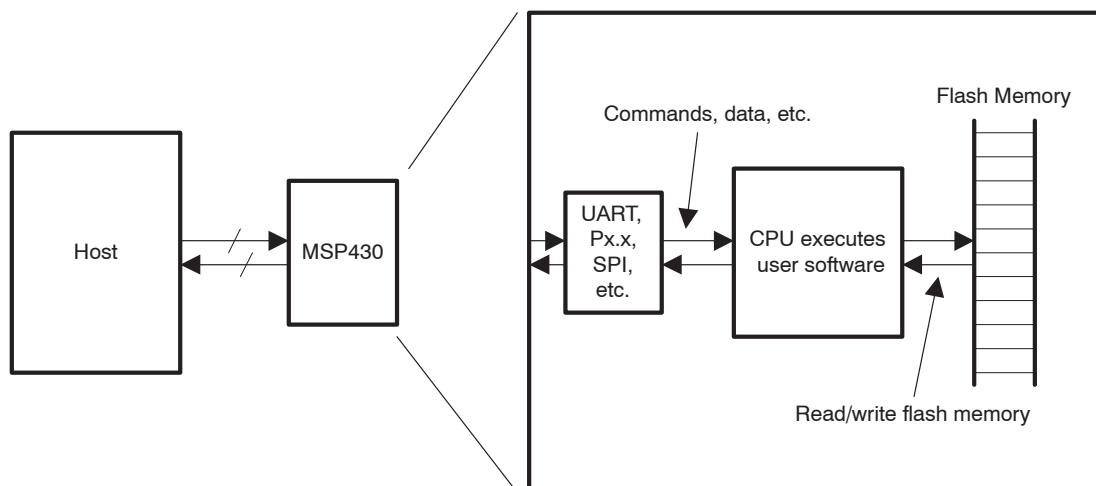 Flash Memory
Commands, data, etc.
Host
MSP430
UART,
Px.x,
SPI,
etc.
CPU executes
user software
Read/write flash memory